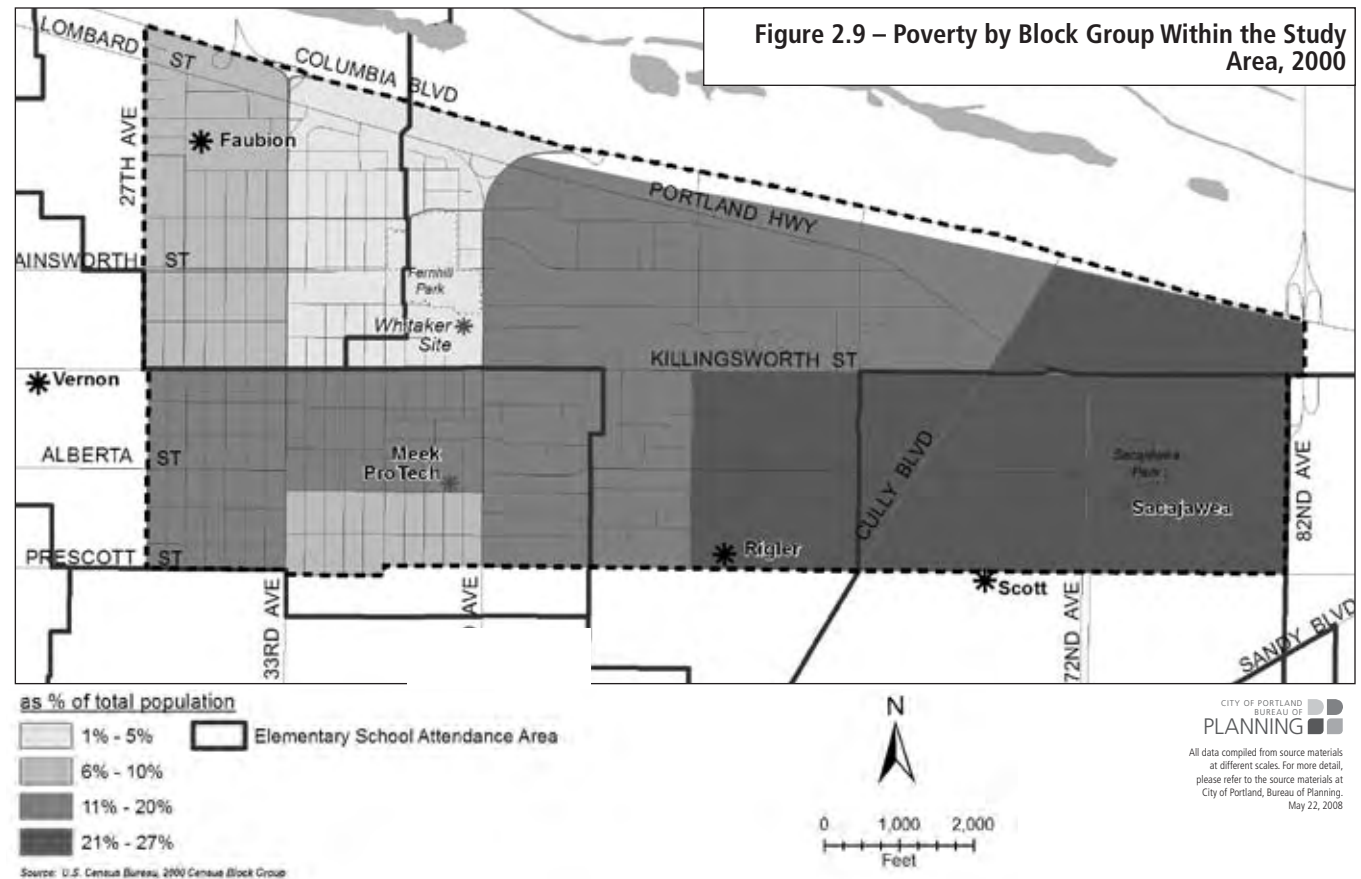 Figure 2.9 – Poverty by Block Group Within the Study
Area, 2000
LOMBARD ST
COLUMBIA BLVD
27TH AVE
Faubion
PORTLAND HWY
AINSWORTH ST
Fernhill
Park
Whitaker
Site
KILLINGSWORTH ST
Vernon
ALBERTA ST
Meek
ProTech
CULLY BLVD
Sacajawea
Park
Sacajawea
82ND AVE
PRESCOTT ST
Rigler
Scott
33RD AVE
AVE
72ND AVE
SANDY BLVD
as % of total population
1% - 5%
Elementary School Attendance Area
6% - 10%
11% - 20%
21% - 27%
Source: U.S. Census Bureau, 2000 Census Block Group
N
0 1,000 2,000
Feet
CITY OF PORTLAND
BUREAU OF
PLANNING
All data compiled from source materials
at different scales. For more detail,
please refer to the source materials at
City of Portland, Bureau of Planning.
May 22, 2008